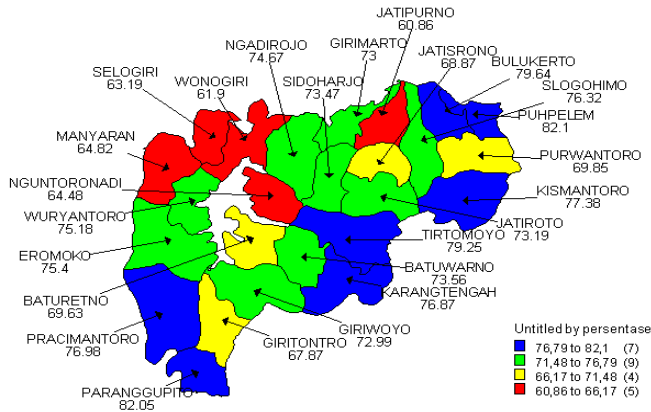 JATIPURNO
60.86
NGADIROJO
74.67
GIRIMARTO
73
JATISRONO
68.87
BULUKERTO
79.64
SELOGIRI
63.19
WONOGIRI
61.9
SIDOHARJO
73.47
SLOGOHIMO
76.32
PUHPELEM
82.1
MANYARAN
64.82
PURWANTORO
69.85
NGUNTORONADI
64.48
KISMANTORO
77.38
WURYANTORO
75.18
JATIROTO
73.19
TIRTOMOYO
79.25
EROMOKO
75.4
BATUWARNO
73.56
KARANGTENGAH
76.87
BATURETNO
69.63
PRACIMANTORO
76.98
GIRITONTRO
67.87
GIRIWOYO
72.99
PARANGGUPITO
82.05
Untitled by persentase
76,79 to 82,1 (7)
71,48 to 76,79 (9)
66,17 to 71,48 (4)
60,86 to 66,17 (5)